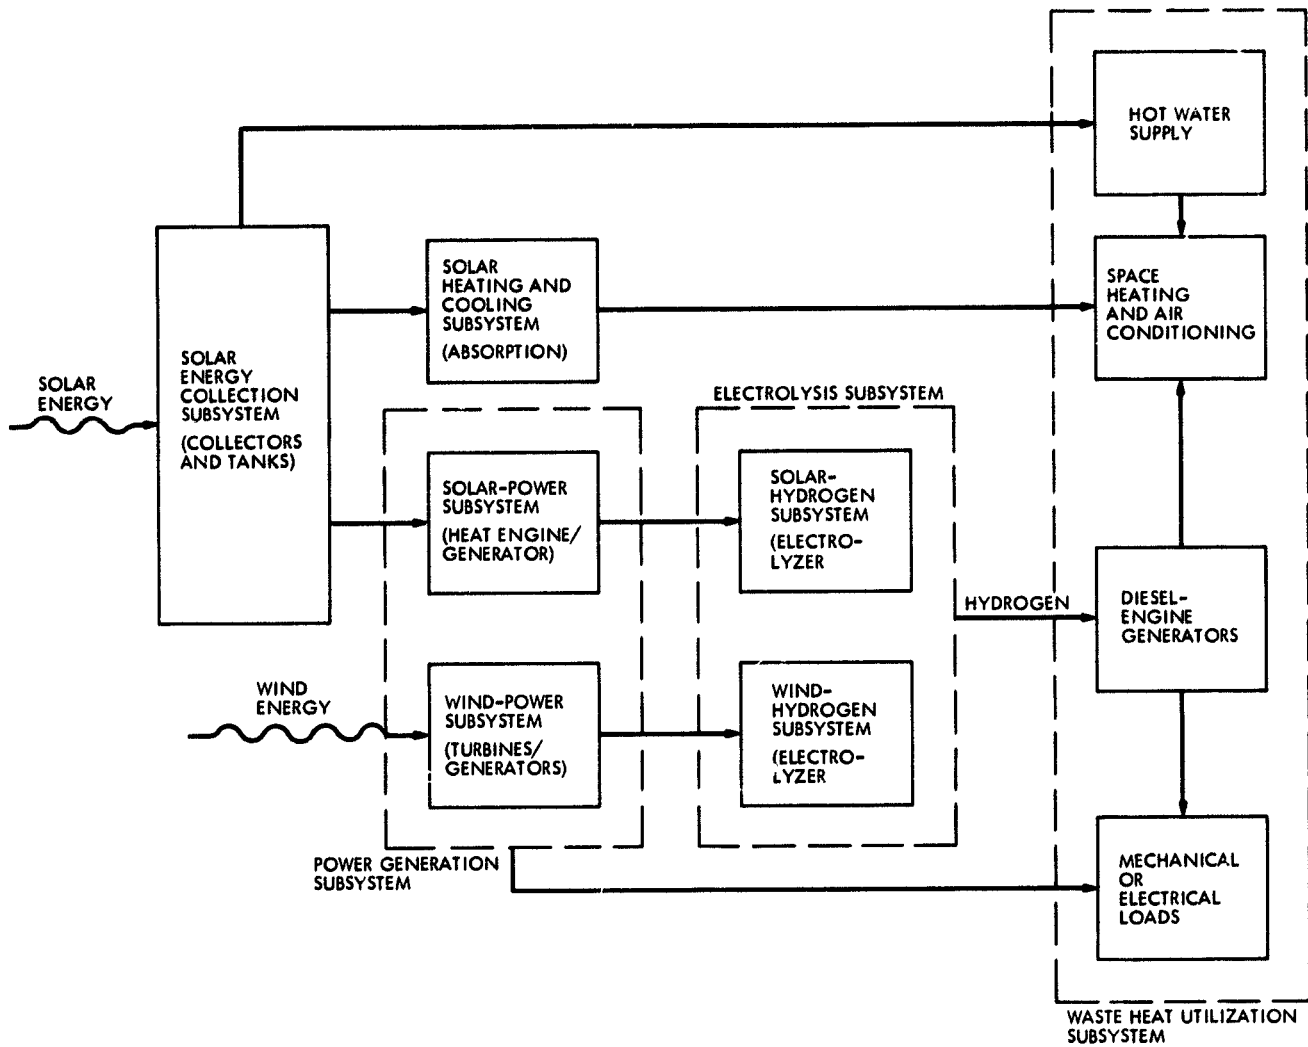 HOT WATER
SUPPLY
SOLAR
HEATING AND
COOLING
SUBSYSTEM
(ABSORPTION)
SPACE
HEATING
AND AIR
CONDITIONING
SOLAR
ENERGY
SOLAR
ENERGY
COLLECTION
SUBSYSTEM
(COLLECTORS
AND TANKS)
ELECTROLYSIS SUBSYSTEM
SOLAR-POWER
SUBSYSTEM
(HEAT ENGINE/
GENERATOR)
SOLAR-
HYDROGEN
SUBSYSTEM
(ELECTRO-
LYZER
HYDROGEN
DIESEL-
ENGINE
GENERATORS
WIND
ENERGY
WIND-POWER
SUBSYSTEM
(TURBINES/
GENERATORS)
WIND-
HYDROGEN
SUBSYSTEM
(ELECTRO-
LYZER
POWER GENERATION
SUBSYSTEM
MECHANICAL
OR
ELECTRICAL
LOADS
WASTE HEAT UTILIZATION
SUBSYSTEM